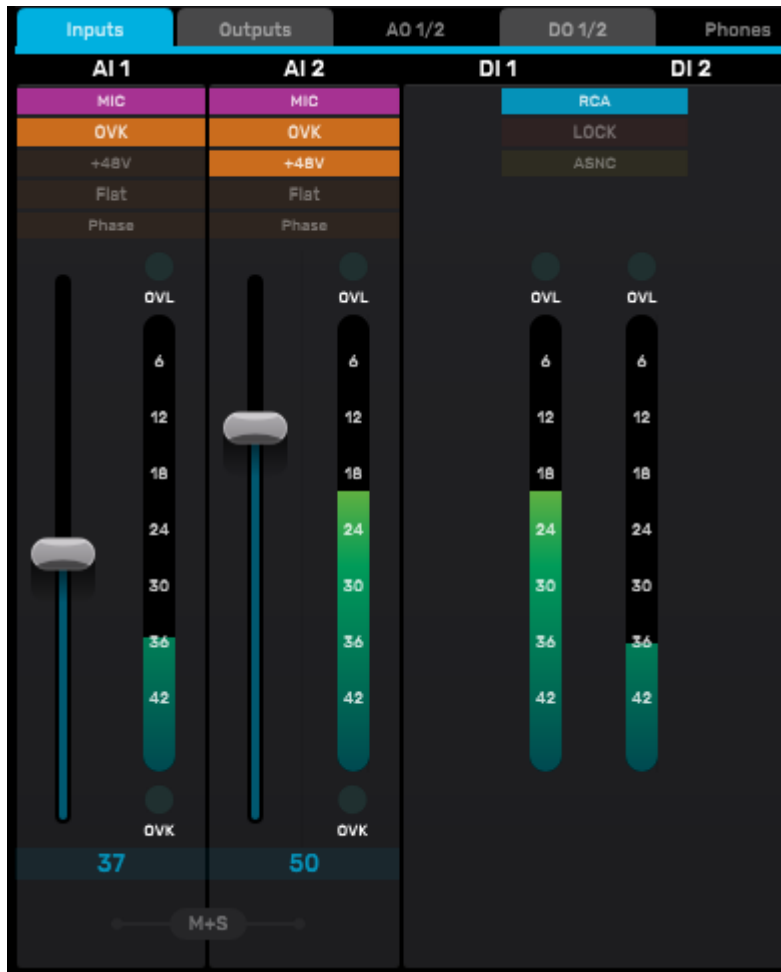 Inputs Outputs AO 1/2 DO 1/2 Phones
AI 1 AI 2 DI 1 DI 2
MIC MIC RCA
OVK OVK LOCK
+48V +48V ASNC
Flat Flat
Phase Phase
OVL OVL OVL OVL
6 6 6 6
12 12 12 12
18 18 18 18
24 24 24 24
30 30 30 30
36 36 36 36
42 42 42 42
OVK OVK
37 50
M+S